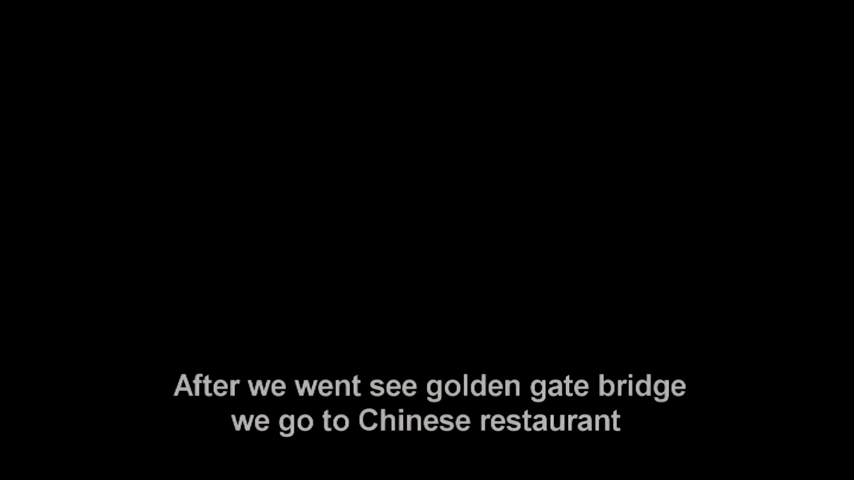 After we went see golden gate bridge
we go to Chinese restaurant